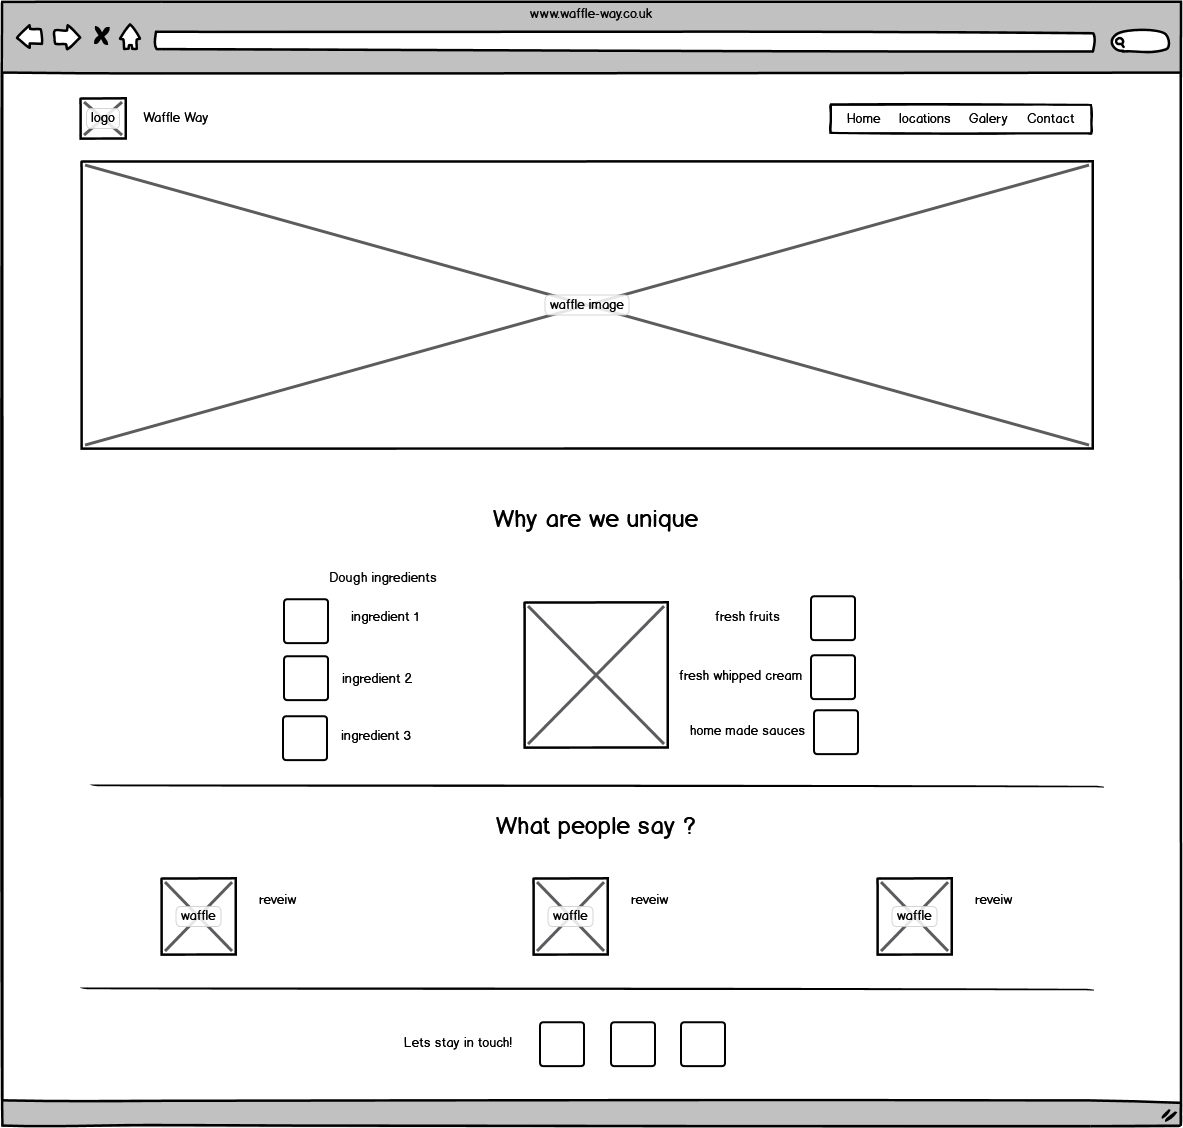 www.waffle-way.co.uk
logo
Waffle Way
Home locations Galery Contact
waffle image
Why are we unique
Dough ingredients
ingredient 1
fresh fruits
ingredient 2
fresh whipped cream
ingredient 3
home made sauces
What people say ?
waffle
reveiw
waffle
reveiw
waffle
reveiw
Lets stay in touch!